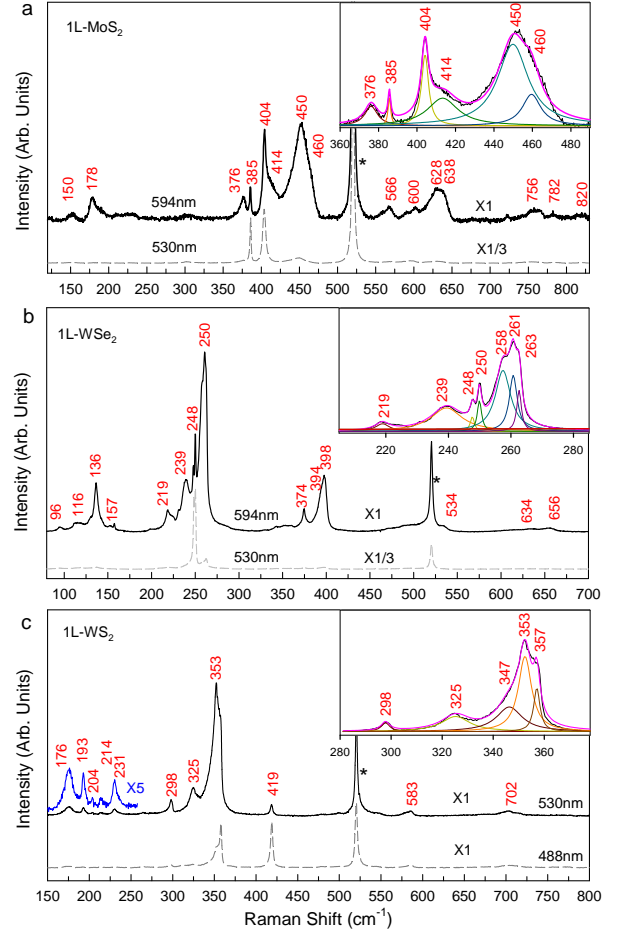 a
1L-MoS2
Intensity (Arb. Units)
150
178
376
385
404
414
450
460
*
566
600
628
638
756
782
820
594nm
X1
530nm
X1/3
150 200 250 300 350 400 450 500 550 600 650 700 750 800
376
385
404
414
450
460
360 380 400 420 440 460 480
b
1L-WSe2
Intensity (Arb. Units)
96
116
136
157
219
239
248
250
374
394
398
*
534
634
656
594nm
X1
530nm
X1/3
100 150 200 250 300 350 400 450 500 550 600 650 700
219
239
248
250
258
261
263
220 240 260 280
c
1L-WS2
Intensity (Arb. Units)
176
193
204
214
231
X5
298
325
353
419
*
583
702
X1
530nm
X1
488nm
150 200 250 300 350 400 450 500 550 600 650 700 750 800
298
325
347
353
357
280 300 320 340 360
Raman Shift (cm-1)